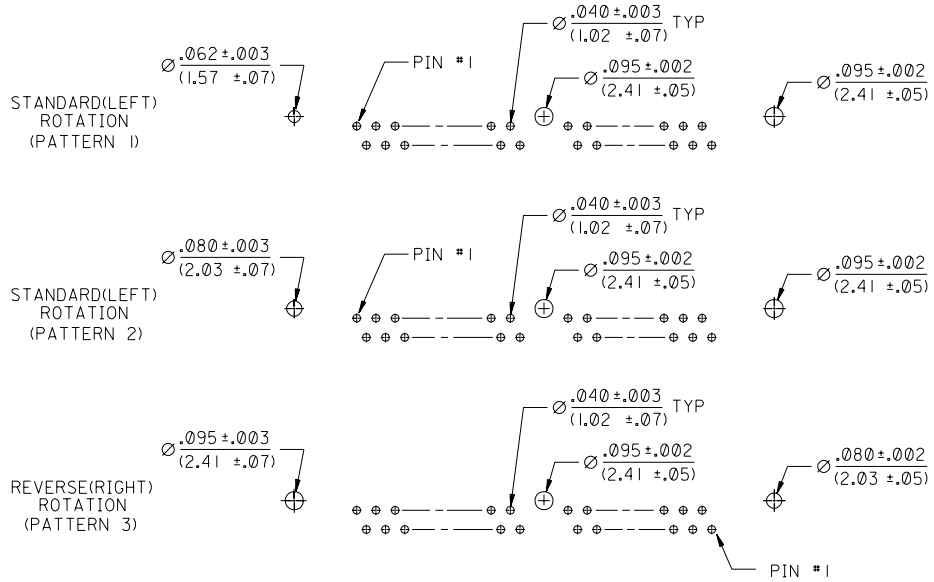 Ø .040±.003 TYP
(1.02 ±.07)
Ø .062±.003
(1.57 ±.07)
PIN #1
Ø .095±.002
(2.41 ±.05)
Ø .095±.002
(2.41 ±.05)
STANDARD(LEFT)
ROTATION
(PATTERN 1)
Ø .040±.003 TYP
(1.02 ±.07)
Ø .080±.003
(2.03 ±.07)
PIN #1
Ø .095±.002
(2.41 ±.05)
Ø .095±.002
(2.41 ±.05)
STANDARD(LEFT)
ROTATION
(PATTERN 2)
Ø .040±.003 TYP
(1.02 ±.07)
Ø .095±.003
(2.41 ±.07)
Ø .095±.002
(2.41 ±.05)
Ø .080±.002
(2.03 ±.05)
REVERSE(RIGHT)
ROTATION
(PATTERN 3)
PIN #1